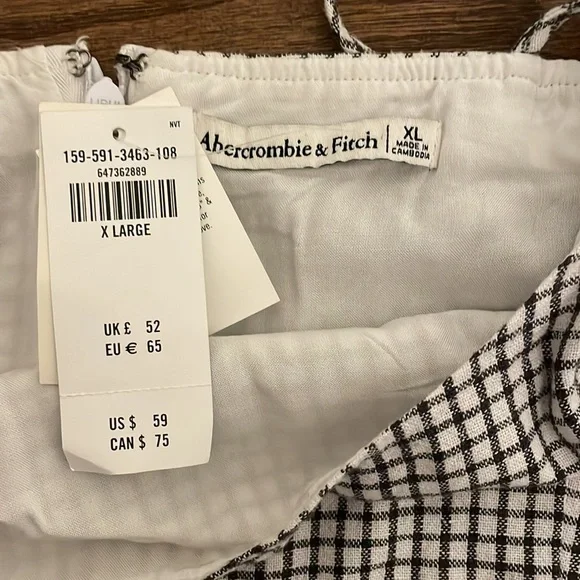 NVT
159-591-3463-108
647362889
X LARGE
UK £ 52
EU € 65
US $ 59
CAN $ 75
Abercrombie & Fitch
XL
MADE IN
CAMBODIA
&
or